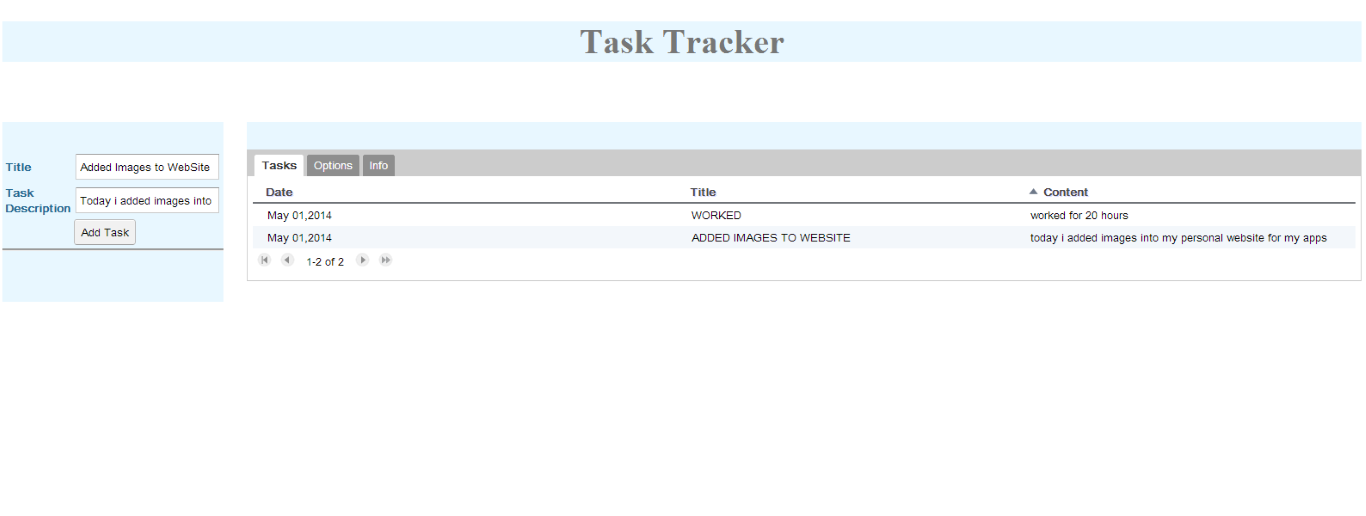 Task Tracker
Title
Added Images to WebSite
Task
Description
Today i added images into
Add Task
Tasks Options Info
Date Title Content
May 01,2014 WORKED worked for 20 hours
May 01,2014 ADDED IMAGES TO WEBSITE today i added images into my personal website for my apps
1-2 of 2